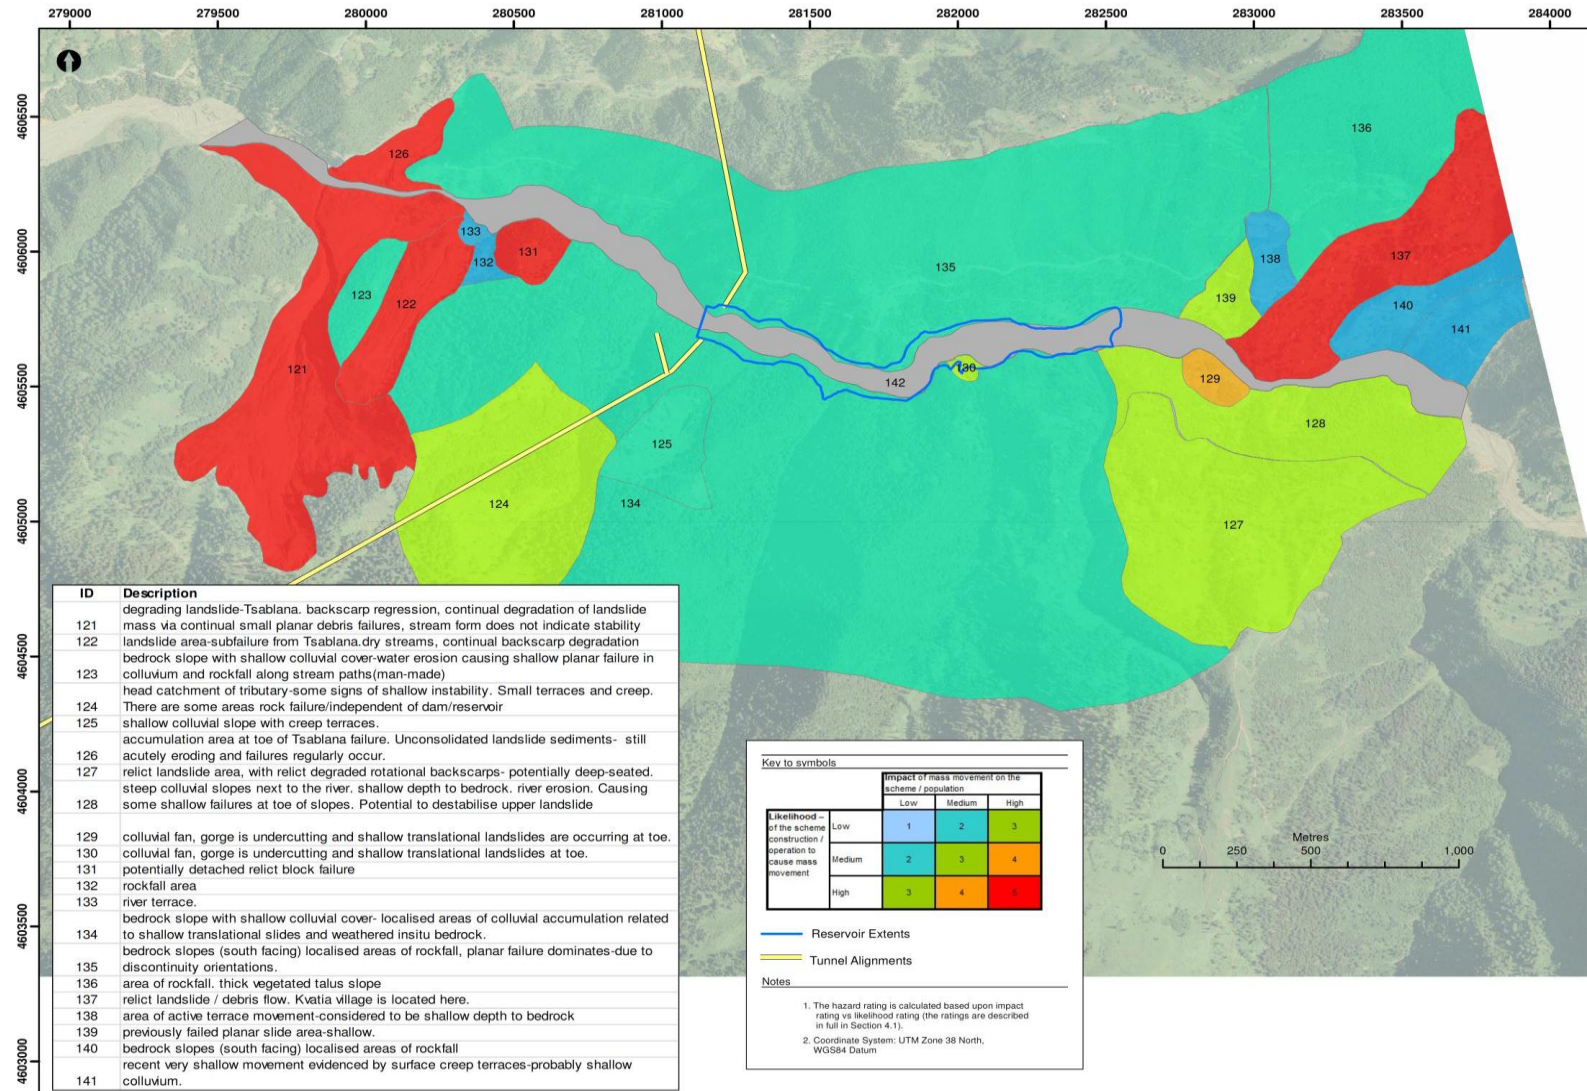 279000 279500 280000 280500 281000 281500 282000 282500 283000 283500 284000
4606500
4606000
4605500
4605000
4604500
4604000
4603500
4603000
136
126
133
132
131
135
138
137
139
123
122
140
141
121
142
130
129
128
125
124
134
127
ID Description
degrading landslide-Tsablana. backscarp regression, continual degradation of landslide
121 mass via continual small planar debris failures, stream form does not indicate stability
122 landslide area-subfailure from Tsablana.dry streams, continual backscarp degradation
bedrock slope with shallow colluvial cover-water erosion causing shallow planar failure in
123 colluvium and rockfall along stream paths(man-made)
head catchment of tributary-some signs of shallow instability. Small terraces and creep.
124 There are some areas rock failure/independent of dam/reservoir
125 shallow colluvial slope with creep terraces.
accumulation area at toe of Tsablana failure. Unconsolidated landslide sediments- still
126 acutely eroding and failures regularly occur.
127 relict landslide area, with relict degraded rotational backscarps- potentially deep-seated.
steep colluvial slopes next to the river. shallow depth to bedrock. river erosion. Causing
128 some shallow failures at toe of slopes. Potential to destabilise upper landslide
129 colluvial fan, gorge is undercutting and shallow translational landslides are occurring at toe.
130 colluvial fan, gorge is undercutting and shallow translational landslides at toe.
131 potentially detached relict block failure
132 rockfall area
133 river terrace.
bedrock slope with shallow colluvial cover- localised areas of colluvial accumulation related
134 to shallow translational slides and weathered insitu bedrock.
bedrock slopes (south facing) localised areas of rockfall, planar failure dominates-due to
135 discontinuity orientations.
136 area of rockfall. thick vegetated talus slope
137 relict landslide / debris flow. Kvatia village is located here.
138 area of active terrace movement-considered to be shallow depth to bedrock
139 previously failed planar slide area-shallow.
140 bedrock slopes (south facing) localised areas of rockfall
recent very shallow movement evidenced by surface creep terraces-probably shallow
141 colluvium.
Key to symbols
Impact of mass movement on the
scheme / population
Low Medium High
Likelihood –
of the scheme
construction /
operation to
cause mass
movement
Low 1 2 3
Medium 2 3 4
High 3 4 5
Reservoir Extents
Tunnel Alignments
Notes
1. The hazard rating is calculated based upon impact
rating vs likelihood rating (the ratings are described
in full in Section 4.1).
2. Coordinate System: UTM Zone 38 North,
WGS84 Datum
Metres
0 250 500 1,000